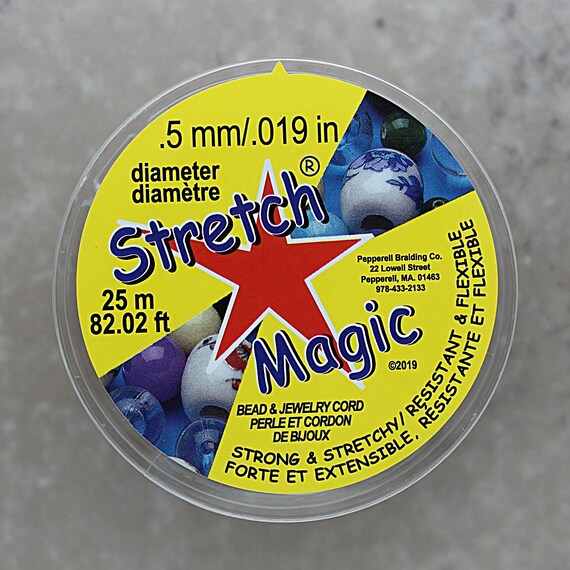 .5 mm/.019 in
diameter
diamètre
Stretch®
Magic
25 m
82.02 ft
Pepperell Braiding Co.
22 Lowell Street
Pepperell, MA. 01463
978-433-2133
©2019
BEAD & JEWELRY CORD
PERLE ET CORDON
DE BIJOUX
STRONG & STRETCHY/ RESISTANT & FLEXIBLE
FORTE ET EXTENSIBLE, RÉSISTANTE ET FLEXIBLE